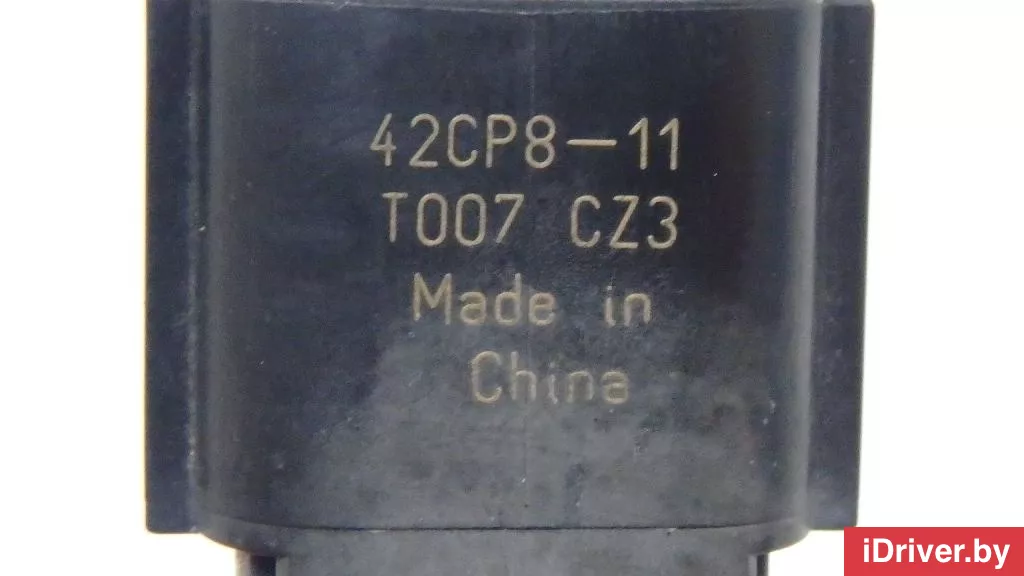 42CP8-11
T007 CZ3
Made in
China
iDriver.by